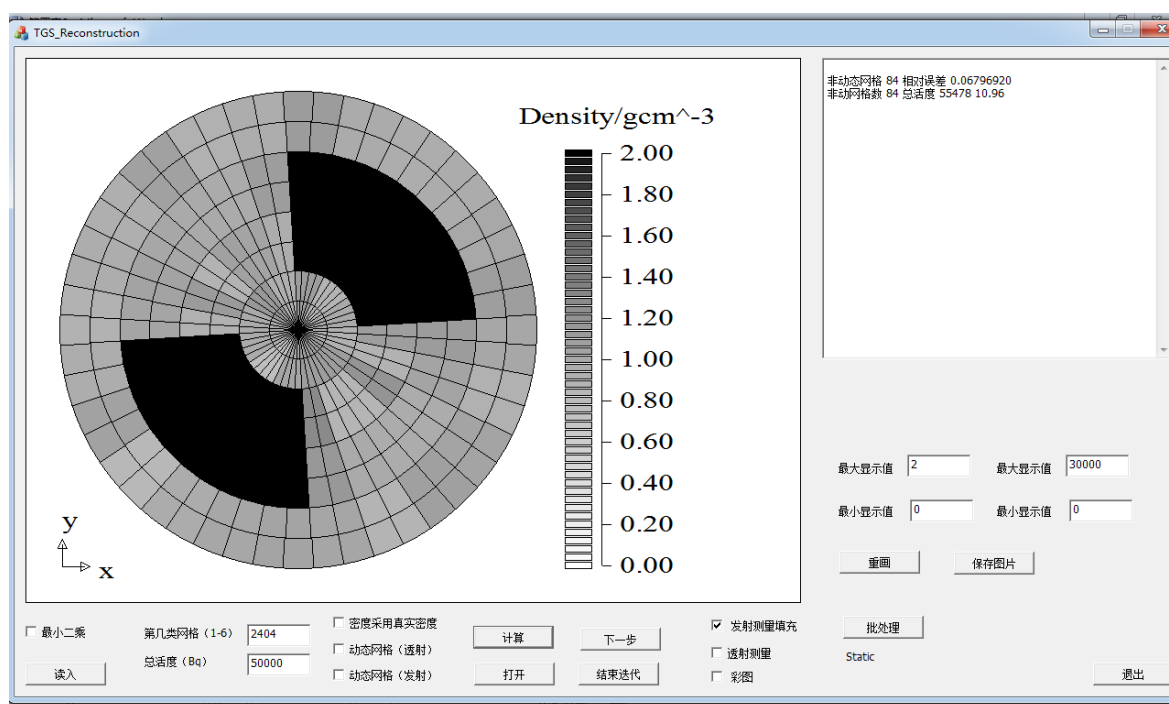 TGS_Reconstruction
Density/gcm^-3
2.00
1.80
1.60
1.40
1.20
1.00
0.80
0.60
0.40
0.20
0.00
y
x
非动态网格 84 相对误差 0.06796920
非动网格数 84 总活度 55478 10.96
最大显示值 2 最大显示值 30000
最小显示值 0 最小显示值 0
重画 保存图片
最小二乘 第几类网格（1-6） 2404 密度采用真实密度 计算 下一步 发射测量填充 批处理
动态网格（透射） 透射测量 Static
读入 总活度（Bq） 50000 动态网格（发射） 打开 结束迭代 彩图 退出